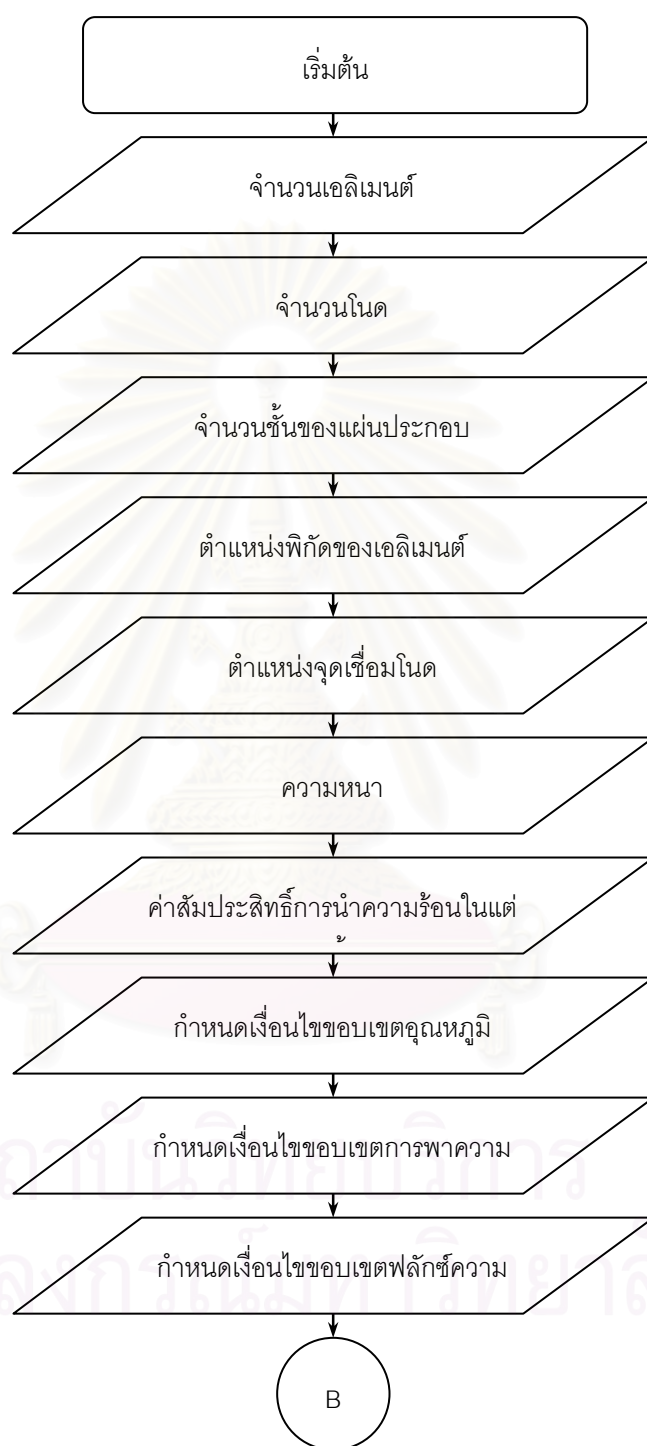 เริ่มต้น
จำนวนเอลิเมนต์
จำนวนโนด
จำนวนชั้นของแผ่นประกอบ
ตำแหน่งพิกัดของเอลิเมนต์
ตำแหน่งจุดเชื่อมโนด
ความหนา
ค่าสัมประสิทธิ์การนำความร้อนในแต่
กำหนดเงื่อนไขขอบเขตอุณหภูมิ
กำหนดเงื่อนไขขอบเขตการพาความ
กำหนดเงื่อนไขขอบเขตฟลักซ์ความ
B